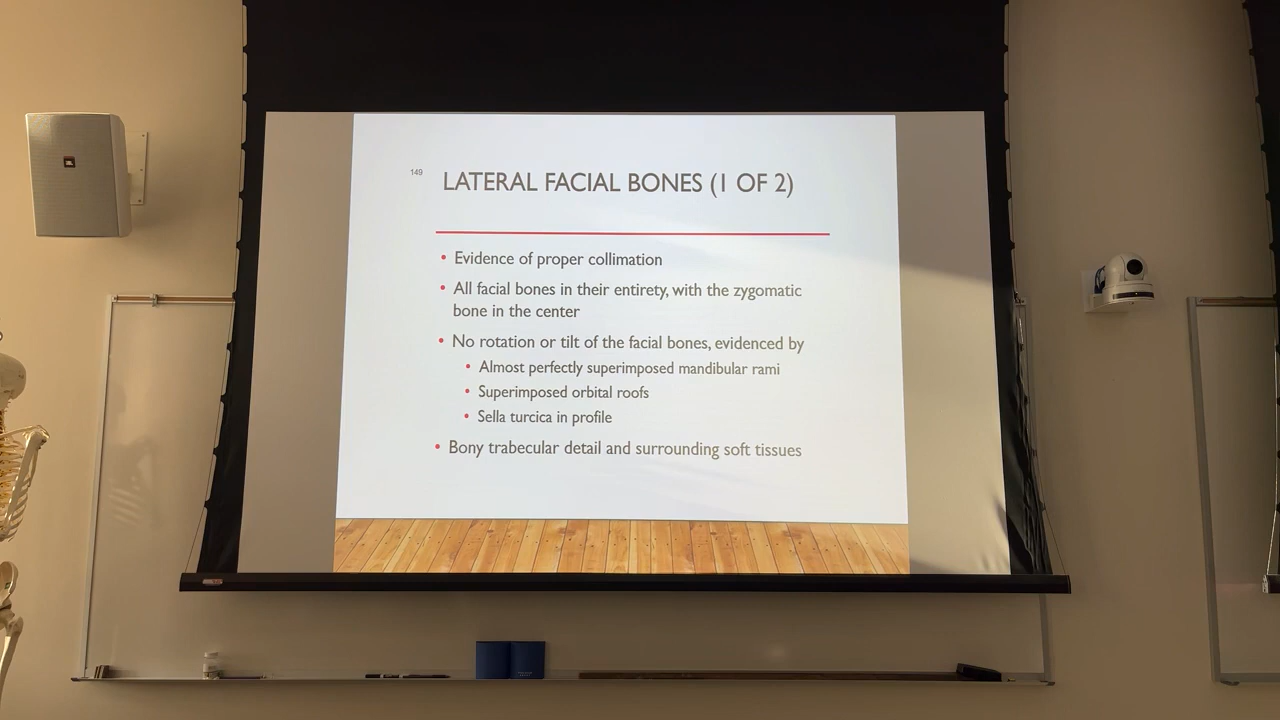 149
LATERAL FACIAL BONES (1 OF 2)
• Evidence of proper collimation
• All facial bones in their entirety, with the zygomatic
bone in the center
• No rotation or tilt of the facial bones, evidenced by
• Almost perfectly superimposed mandibular rami
• Superimposed orbital roofs
• Sella turcica in profile
• Bony trabecular detail and surrounding soft tissues